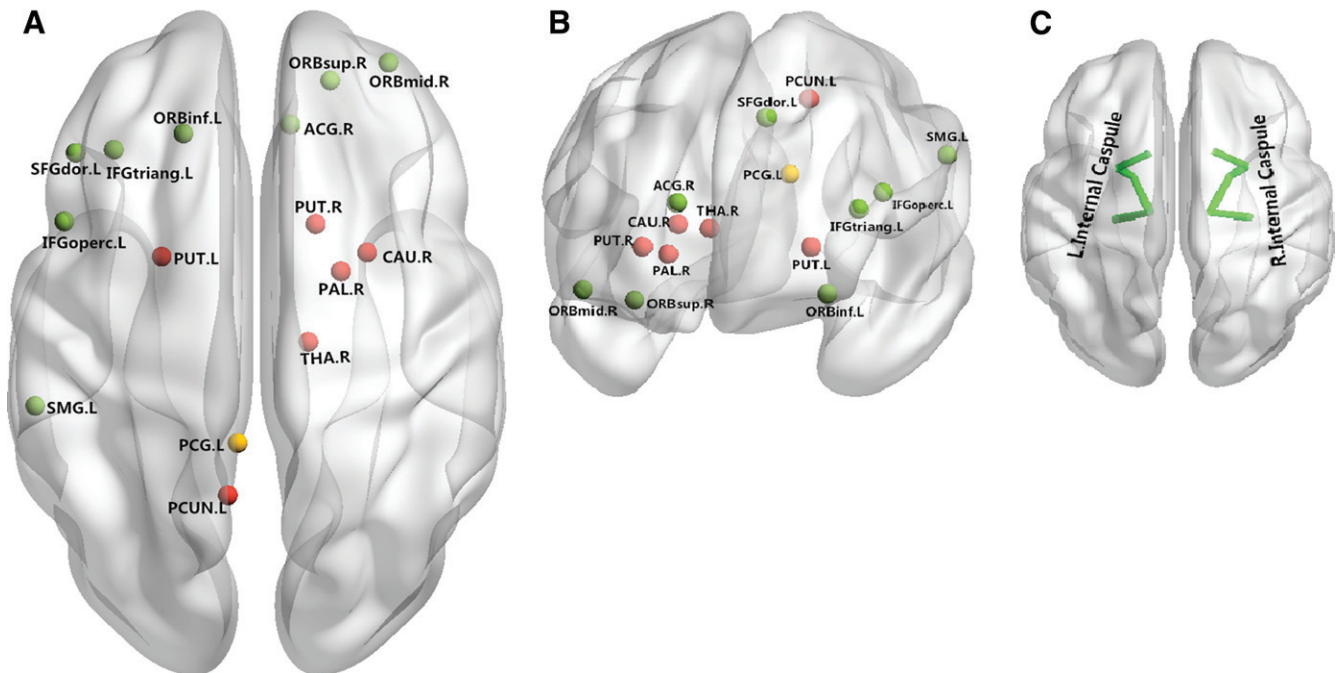 A
ORBsup.R
ORBmid.R
ORBinf.L
ACG.R
SFGdor.L
IFGtriang.L
IFGoperc.L
PUT.R
PUT.L
CAU.R
PAL.R
THA.R
SMG.L
PCG.L
PCUN.L
B
PCUN.L
SFGdor.L
SMG.L
PCG.L
ACG.R
IFGoperc.L
CAU.R
THA.R
IFGtriang.L
PUT.R
PAL.R
PUT.L
ORBmid.R
ORBsup.R
ORBinf.L
C
L.Internal Caspule
R.Internal Caspule